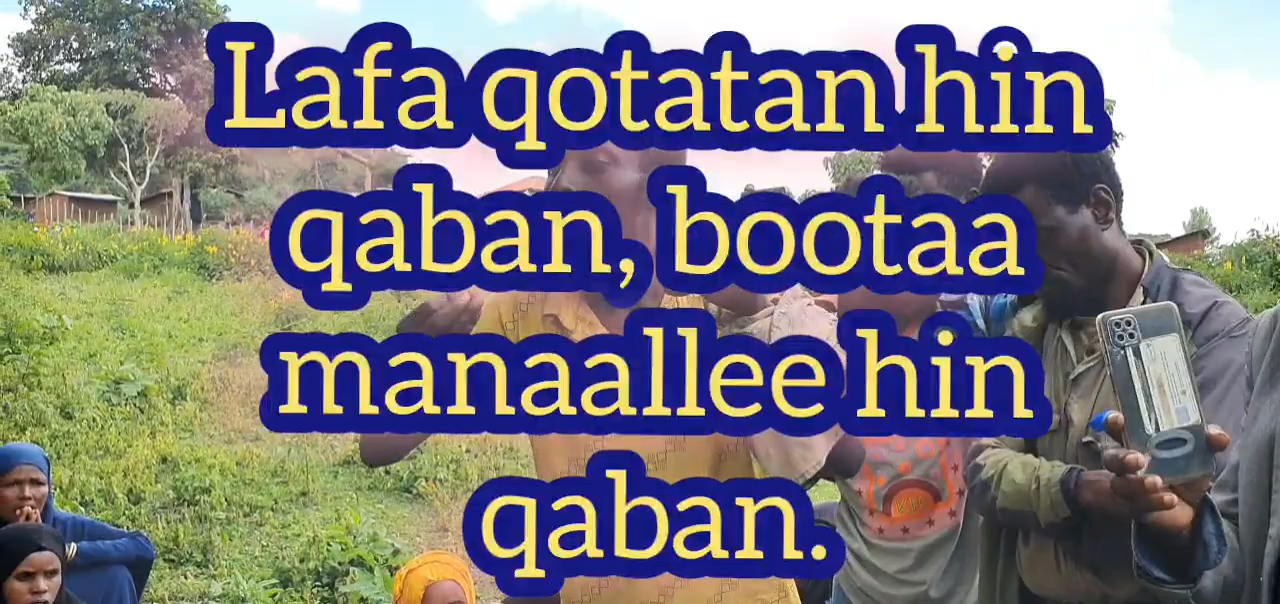 Lafa qotatan hin
qaban, bootaa
manaallee hin
qaban.